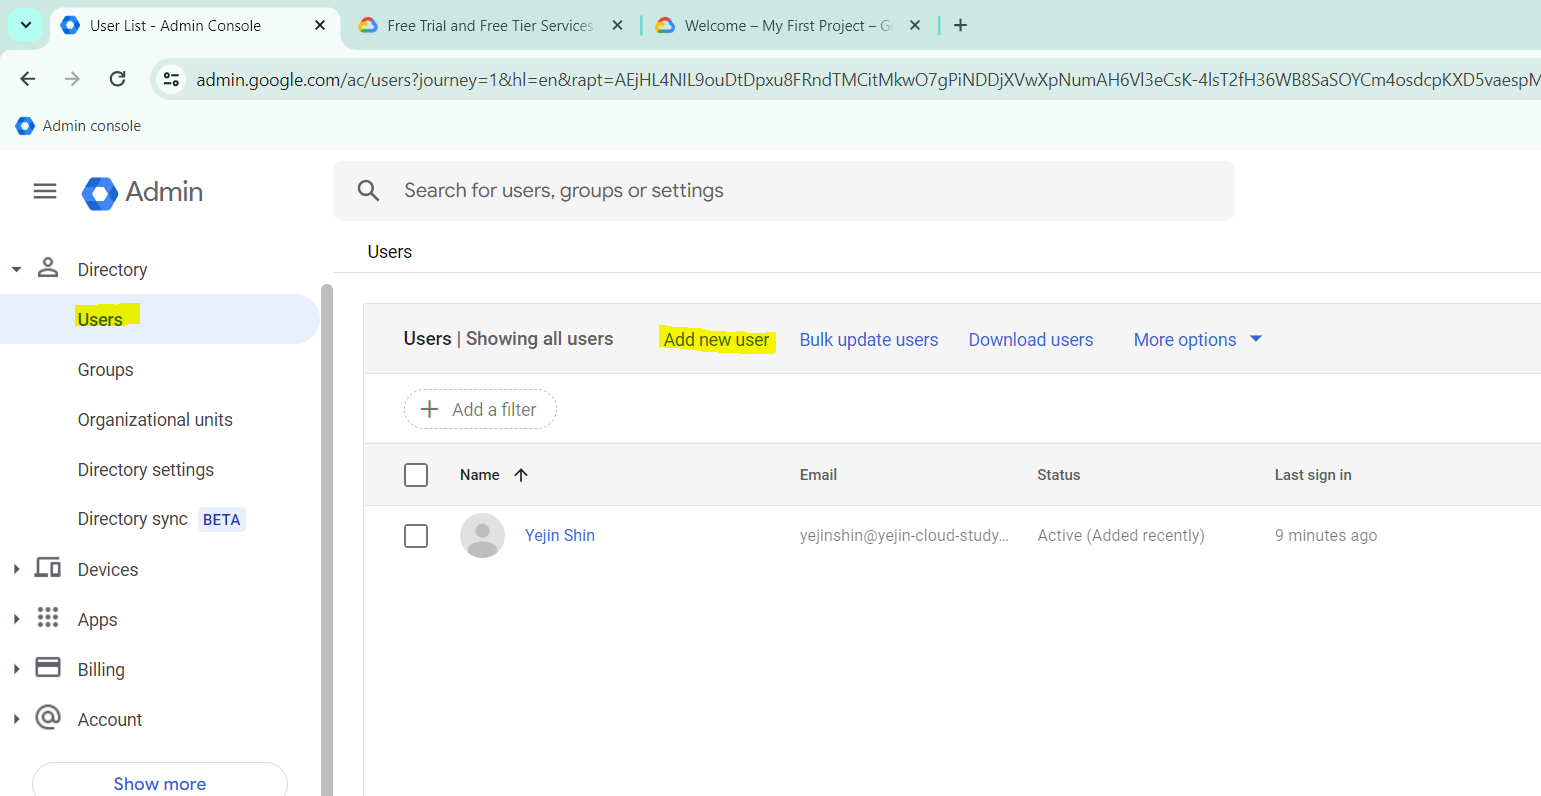 User List - Admin Console
Free Trial and Free Tier Services
Welcome – My First Project –
admin.google.com/ac/users?journey=1&hl=en&rapt=AEjHL4NIL9ouDtDpxu8FRndTMCitMkwO7gPiNDDjXVwXpNumAH6Vl3eCsK-4lsT2fH36WB8SaSOYCm4osdcpKXD5vaespM
Admin console
Admin
Search for users, groups or settings
Directory
Users
Groups
Organizational units
Directory settings
Directory sync BETA
Devices
Apps
Billing
Account
Show more
Users
Users | Showing all users Add new user Bulk update users Download users More options
Add a filter
Name Email Status Last sign in
Yejin Shin yejinshin@yejin-cloud-study... Active (Added recently) 9 minutes ago